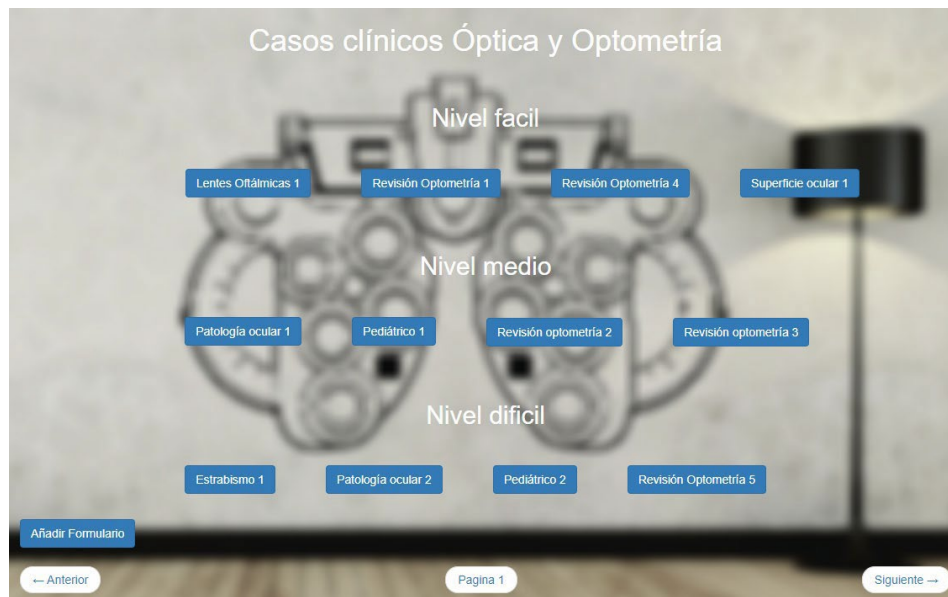 Casos clínicos Óptica y Optometría
Nivel facil
Lentes Oftálmicas 1
Revisión Optometría 1
Revisión Optometría 4
Superficie ocular 1
Nivel medio
Patología ocular 1
Pediátrico 1
Revisión optometría 2
Revisión optometría 3
Nivel dificil
Estrabismo 1
Patología ocular 2
Pediátrico 2
Revisión Optometría 5
Añadir Formulario
← Anterior
Pagina 1
Siguiente →